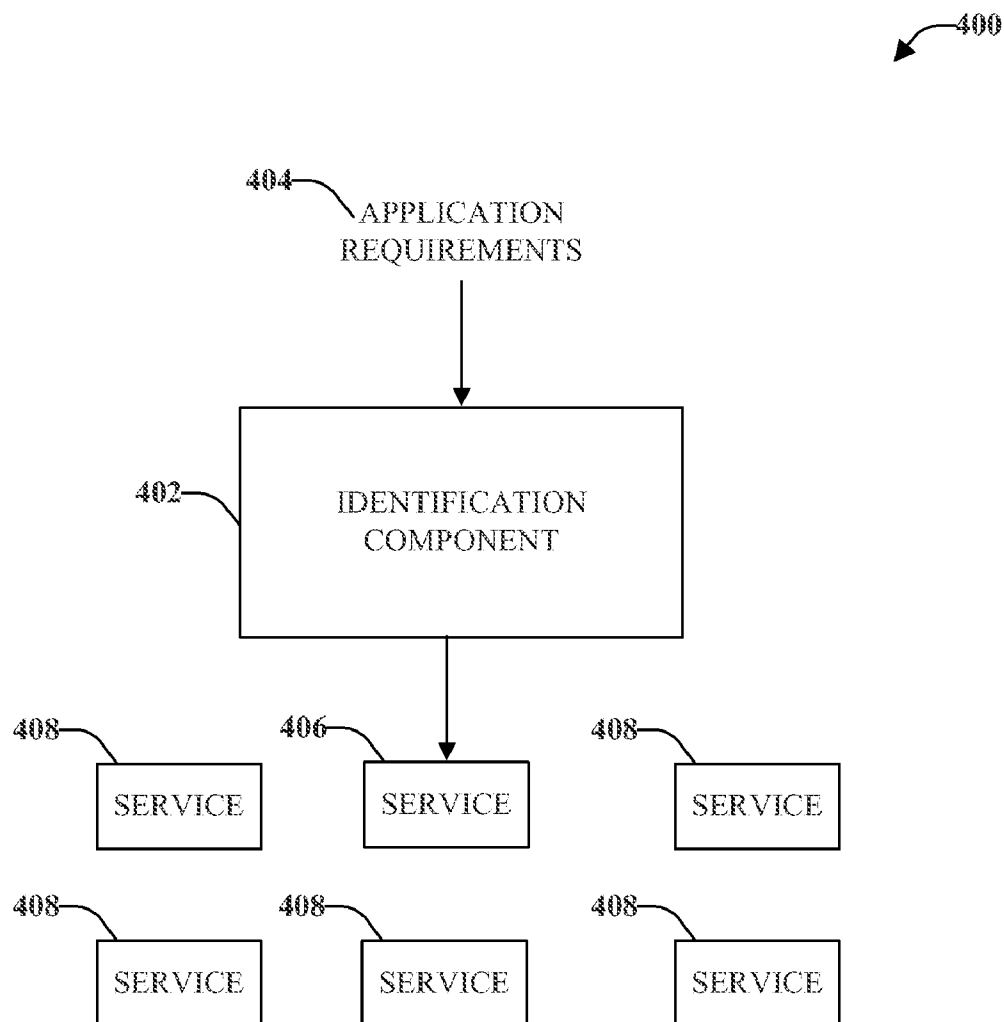 400
404
APPLICATION
REQUIREMENTS
402
IDENTIFICATION
COMPONENT
408
406
408
SERVICE
SERVICE
SERVICE
408
408
408
SERVICE
SERVICE
SERVICE